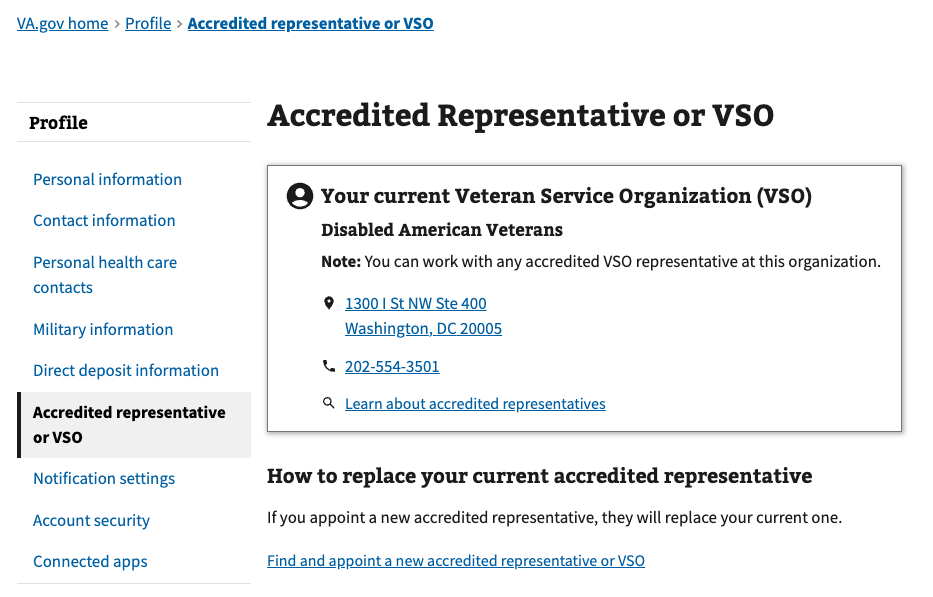 VA.gov home > Profile > Accredited representative or VSO
Profile
Personal information
Contact information
Personal health care
contacts
Military information
Direct deposit information
Accredited representative
or VSO
Notification settings
Account security
Connected apps
Accredited Representative or VSO
Your current Veteran Service Organization (VSO)
Disabled American Veterans
Note: You can work with any accredited VSO representative at this organization.
1300 I St NW Ste 400
Washington, DC 20005
202-554-3501
Learn about accredited representatives
How to replace your current accredited representative
If you appoint a new accredited representative, they will replace your current one.
Find and appoint a new accredited representative or VSO